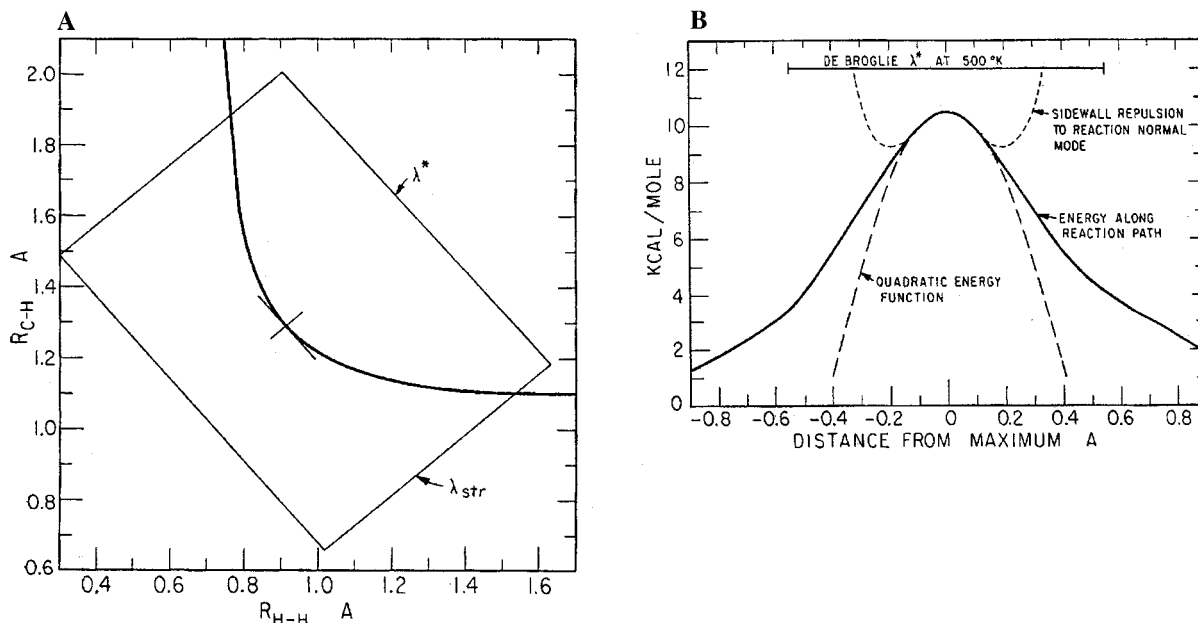 A
2.0
1.8
1.6
1.4
1.2
1.0
0.8
0.6
R C-H A
λ*
λ str
0.4 0.6 0.8 1.0 1.2 1.4 1.6
R H-H A
B
12
10
8
6
4
2
0
KCAL/MOLE
DE BROGLIE λ* AT 500 °K
SIDEWALL REPULSION
TO REACTION NORMAL
MODE
ENERGY ALONG
REACTION PATH
QUADRATIC ENERGY
FUNCTION
-0.8 -0.6 -0.4 -0.2 0 0.2 0.4 0.6 0.8
DISTANCE FROM MAXIMUM A